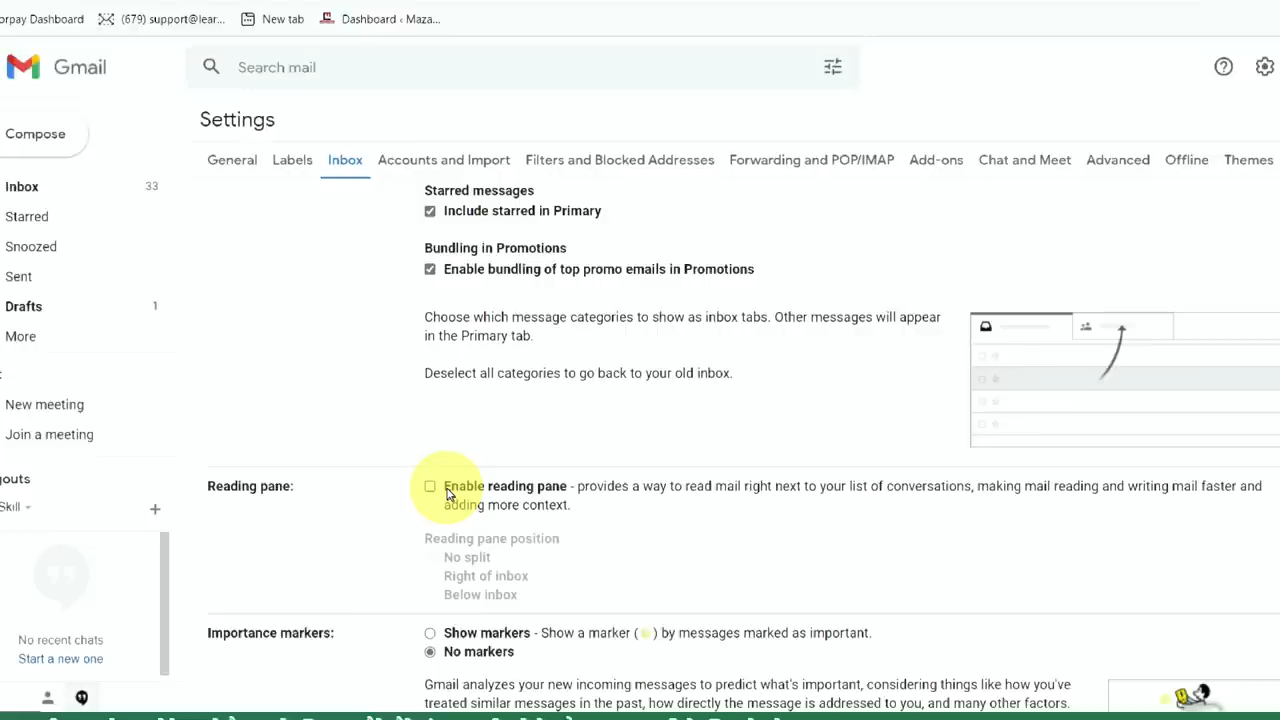 orpay Dashboard (679) support@lear... New tab Dashboard ‹ Maza...
Gmail Search mail
Settings
Compose
General Labels Inbox Accounts and Import Filters and Blocked Addresses Forwarding and POP/IMAP Add-ons Chat and Meet Advanced Offline Themes
Inbox 33
Starred
Snoozed
Sent
Drafts 1
More
New meeting
Join a meeting
gouts
Skill
No recent chats
Start a new one
Starred messages
Include starred in Primary
Bundling in Promotions
Enable bundling of top promo emails in Promotions
Choose which message categories to show as inbox tabs. Other messages will appear
in the Primary tab.
Deselect all categories to go back to your old inbox.
Reading pane: Enable reading pane - provides a way to read mail right next to your list of conversations, making mail reading and writing mail faster and
adding more context.
Reading pane position
No split
Right of inbox
Below inbox
Importance markers: Show markers - Show a marker ( ) by messages marked as important.
No markers
Gmail analyzes your new incoming messages to predict what's important, considering things like how you've
treated similar messages in the past, how directly the message is addressed to you, and many other factors.